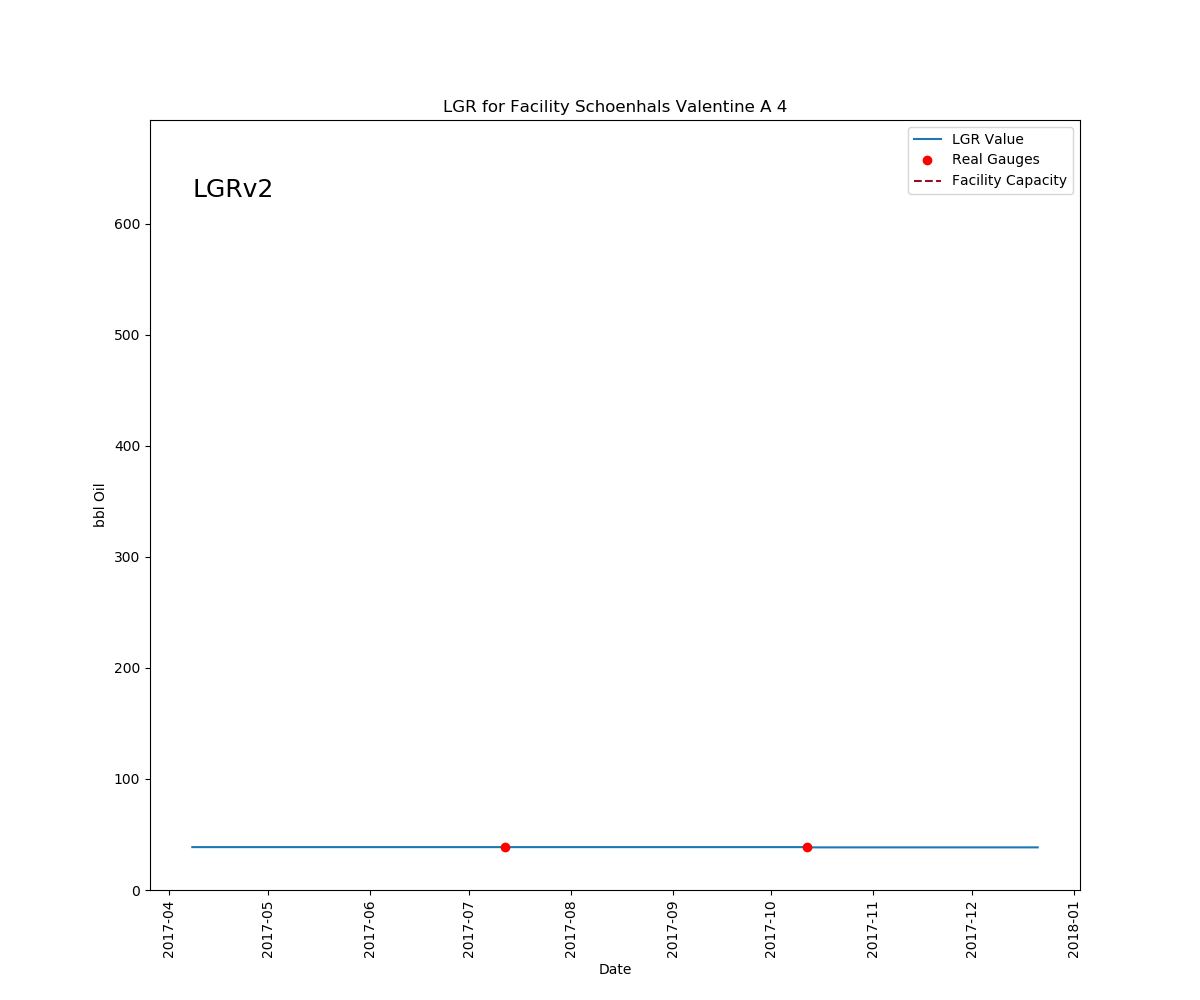 LGR for Facility Schoenhals Valentine A 4
LGR Value
Real Gauges
Facility Capacity
LGRv2
600
500
400
300
200
100
0
bbl Oil
2017-04
2017-05
2017-06
2017-07
2017-08
2017-09
2017-10
2017-11
2017-12
2018-01
Date